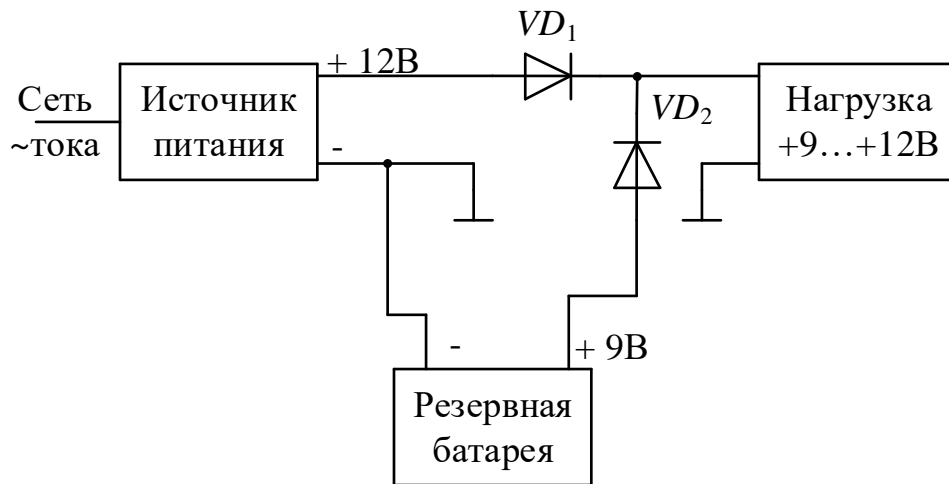 VD1
+ 12В
Сеть
~тока
Источник
питания
-
VD2
Нагрузка
+9…+12В
-
+ 9В
Резервная
батарея